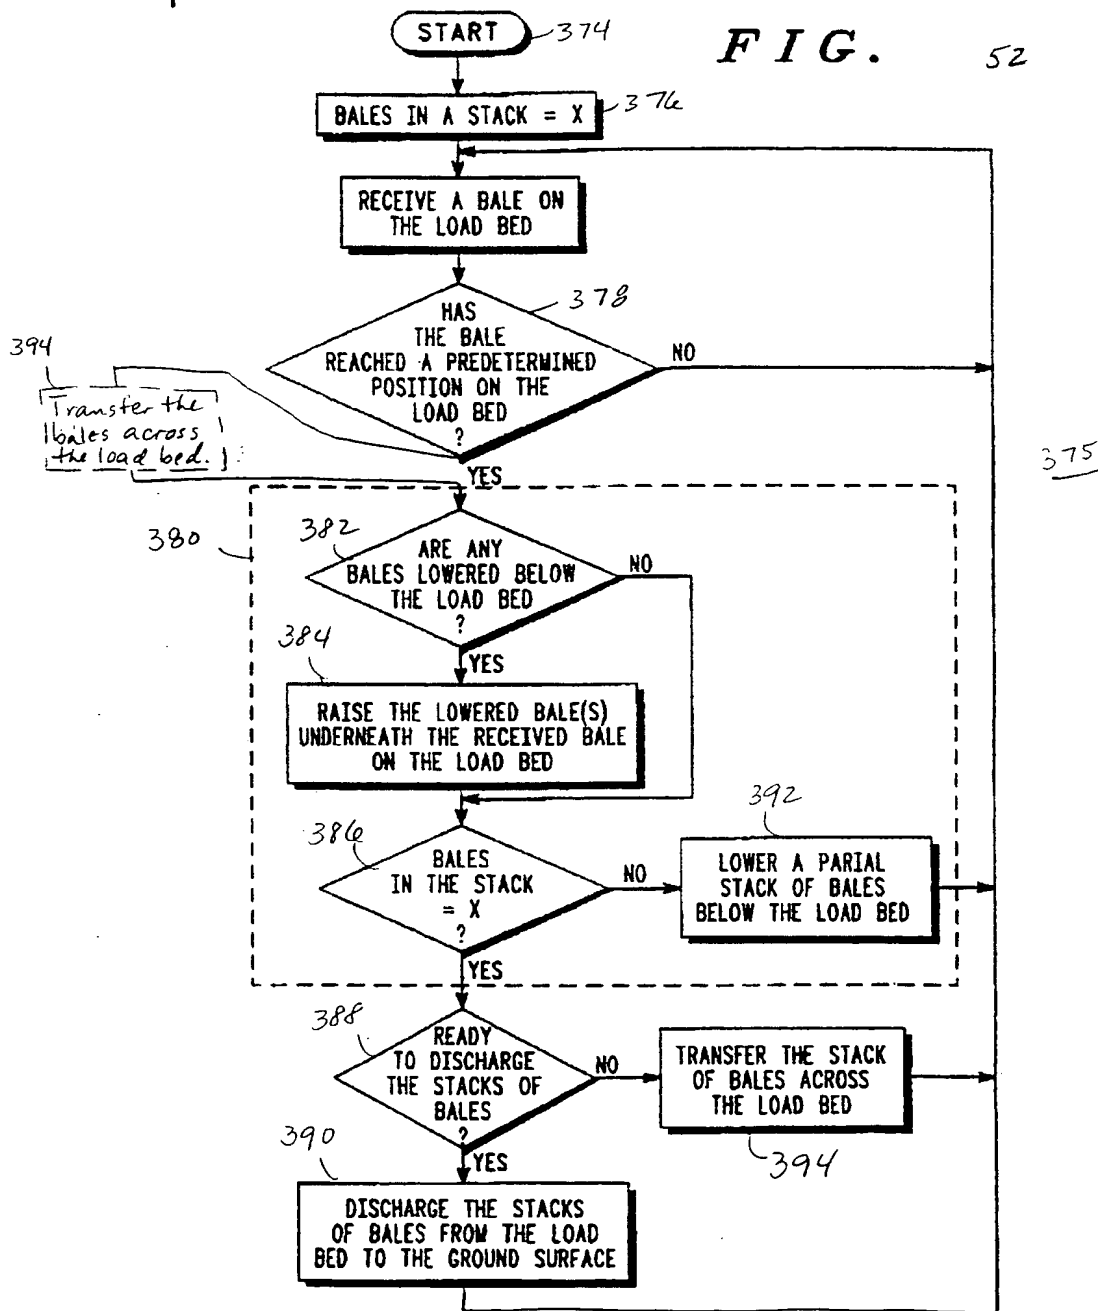 START
374
FIG. 52
BALES IN A STACK = X
376
RECEIVE A BALE ON
THE LOAD BED
378
HAS
THE BALE
REACHED A PREDETERMINED
POSITION ON THE
LOAD BED
?
NO
394
Transfer the
bales across
the load bed.
YES
375
380
382
ARE ANY
BALES LOWERED BELOW
THE LOAD BED
?
NO
384
YES
RAISE THE LOWERED BALE(S)
UNDERNEATH THE RECEIVED BALE
ON THE LOAD BED
386
BALES
IN THE STACK
= X
?
NO
392
LOWER A PARIAL
STACK OF BALES
BELOW THE LOAD BED
YES
388
READY
TO DISCHARGE
THE STACKS OF
BALES
?
NO
TRANSFER THE STACK
OF BALES ACROSS
THE LOAD BED
394
390
YES
DISCHARGE THE STACKS
OF BALES FROM THE LOAD
BED TO THE GROUND SURFACE